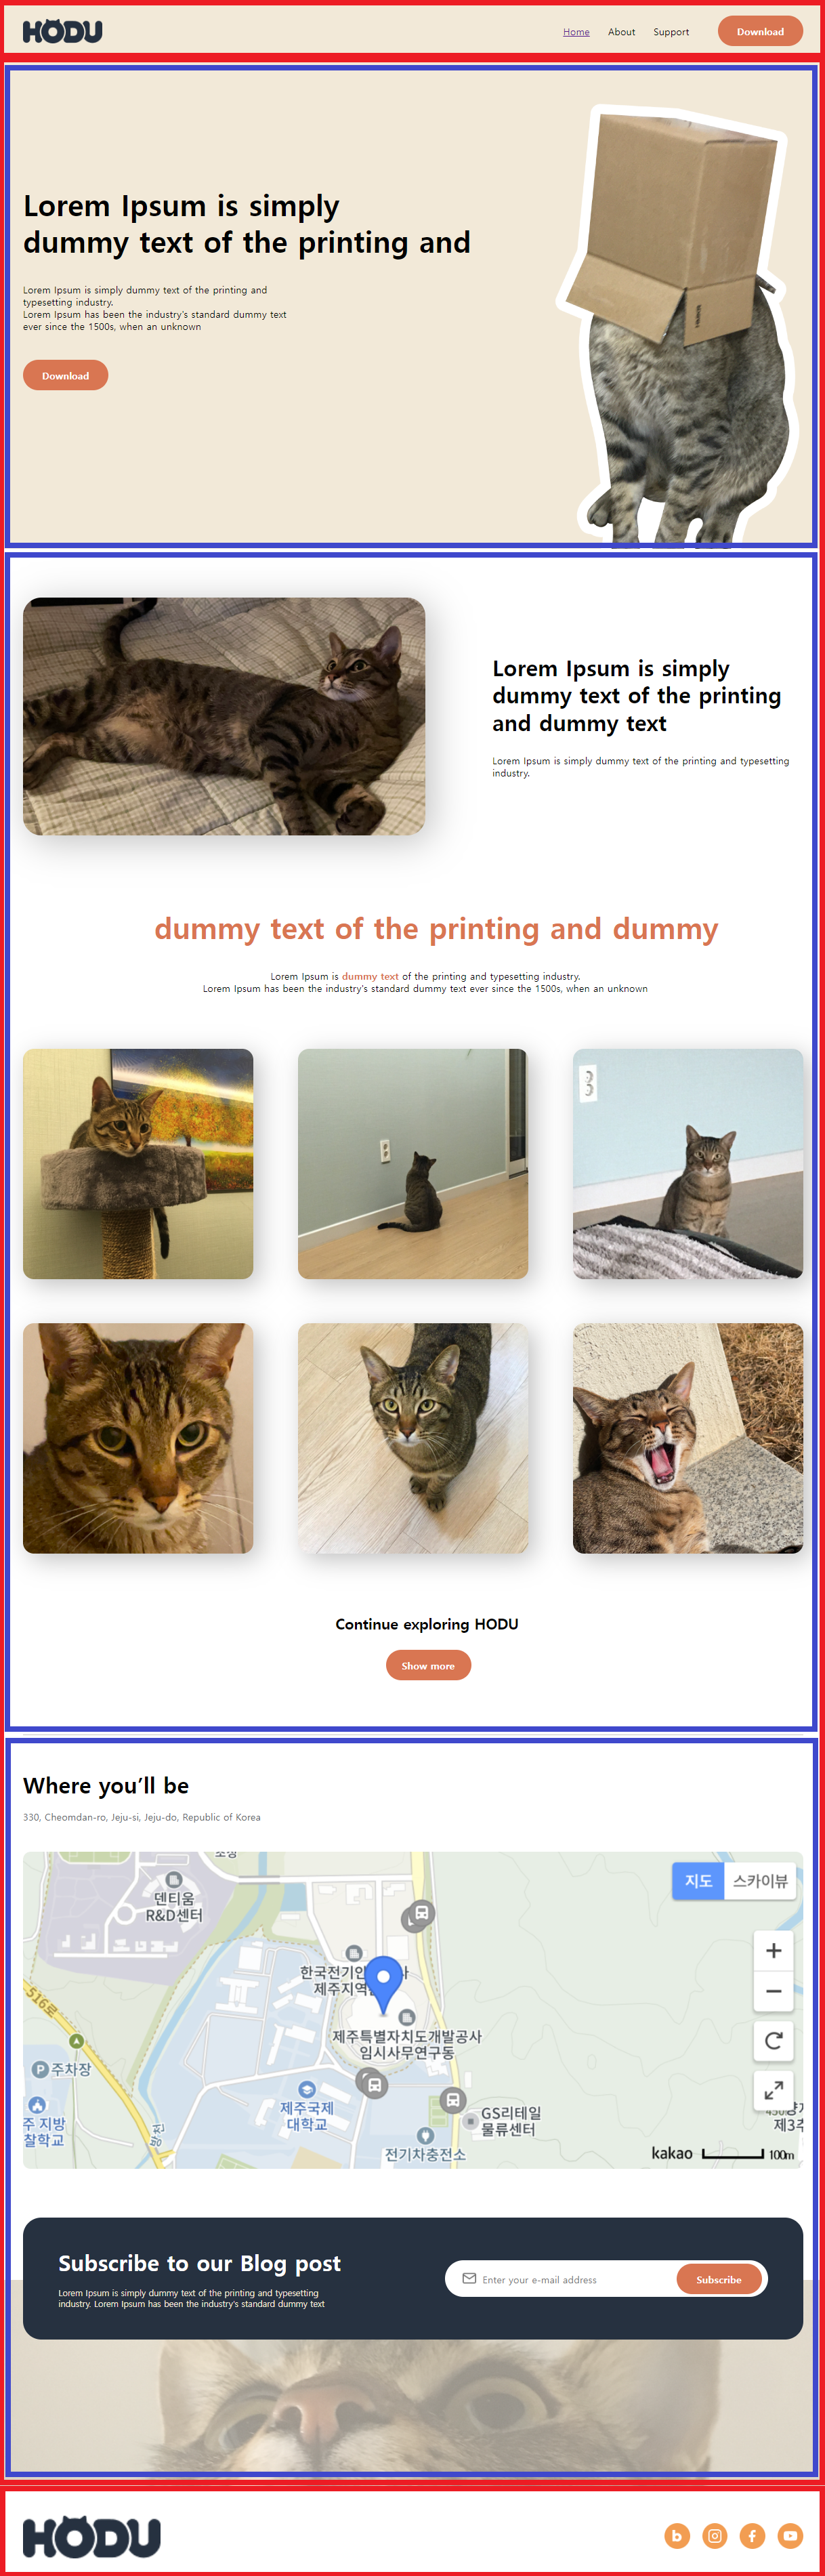 HODU
Home About Support Download
Lorem Ipsum is simply
dummy text of the printing and
Lorem Ipsum is simply dummy text of the printing and
typesetting industry.
Lorem Ipsum has been the industry's standard dummy text
ever since the 1500s, when an unknown
Download
Lorem Ipsum is simply
dummy text of the printing
and dummy text
Lorem Ipsum is simply dummy text of the printing and typesetting
industry.
dummy text of the printing and dummy
Lorem Ipsum is dummy text of the printing and typesetting industry.
Lorem Ipsum has been the industry's standard dummy text ever since the 1500s, when an unknown
Continue exploring HODU
Show more
Where you'll be
330, Cheomdan-ro, Jeju-si, Jeju-do, Republic of Korea
지도 스카이뷰
덴티움
R&D센터
한국전기안
제주지역
516로
제주특별자치도개발공사
임시사무연구동
P 주차장
제주국제
대학교
주 지방
찰학교
방천
GS리테일
물류센터
전기차충전소
제3
kakao 100m
Subscribe to our Blog post
Lorem Ipsum is simply dummy text of the printing and typesetting
industry. Lorem Ipsum has been the industry's standard dummy text
Enter your e-mail address
Subscribe
HODU
b